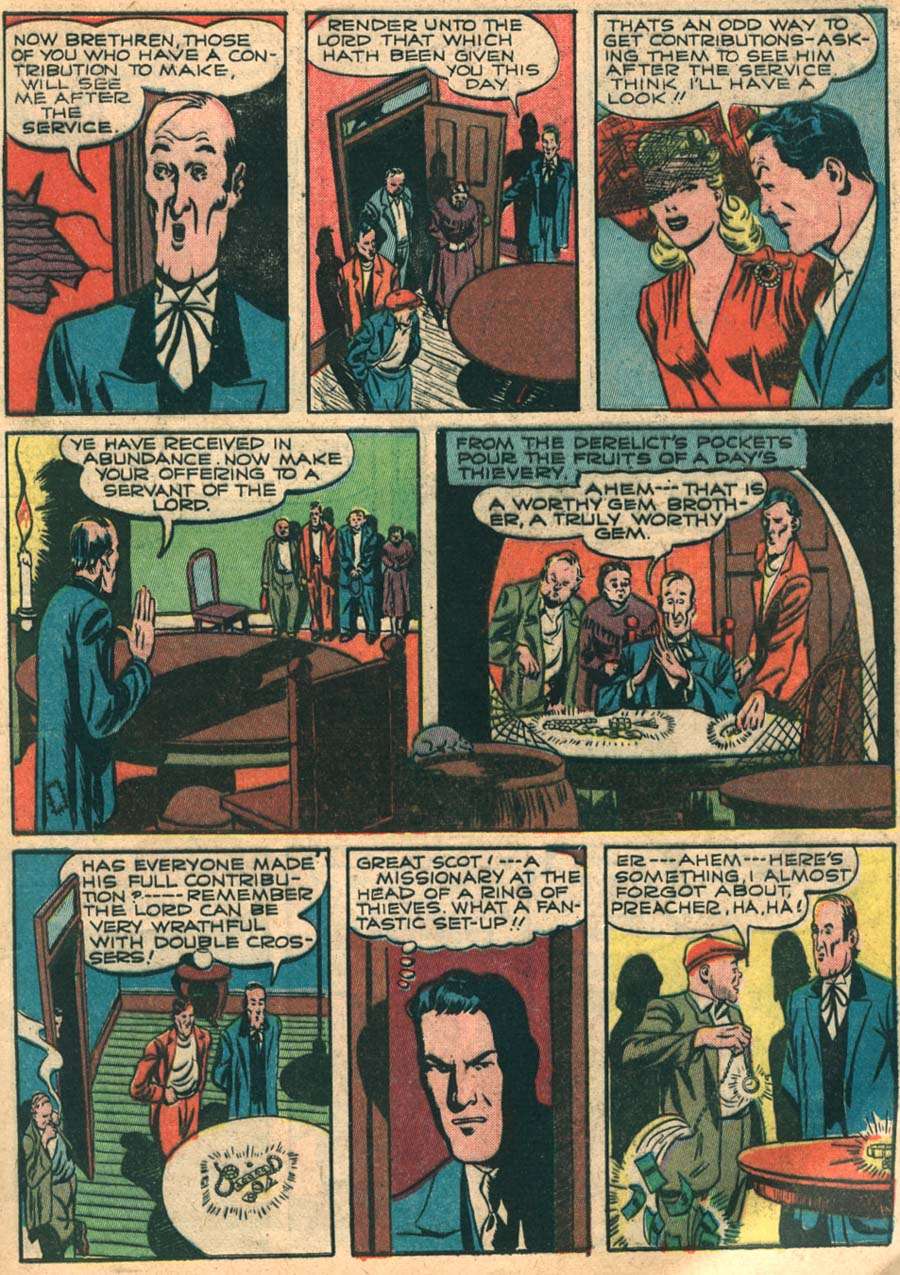 NOW BRETHREN, THOSE
OF YOU WHO HAVE A CON-
TRIBUTION TO MAKE,
WILL SEE
ME AFTER
THE
SERVICE.
RENDER UNTO THE
LORD THAT WHICH
HATH BEEN GIVEN
YOU THIS
DAY.
THATS AN ODD WAY TO
GET CONTRIBUTIONS-ASK-
ING THEM TO SEE HIM
AFTER THE SERVICE
THINK I'LL HAVE A
LOOK!!
YE HAVE RECEIVED IN
ABUNDANCE. NOW MAKE
YOUR OFFERING TO A
SERVANT OF THE
LORD.
FROM THE DERELICT'S POCKETS
POUR THE FRUITS OF A DAY'S
THIEVERY.
AHEM---THAT IS
A WORTHY GEM BROTH-
ER, A TRULY WORTHY
GEM.
HAS EVERYONE MADE
HIS FULL CONTRIBU-
TION?----- REMEMBER
THE LORD CAN BE
VERY WRATHFUL
WITH DOUBLE CROS-
SERS!
GREAT SCOT!---A
MISSIONARY AT THE
HEAD OF A RING OF
THIEVES. WHAT A FAN-
TASTIC SET-UP!!
ER---AHEM---HERE'S
SOMETHING, I ALMOST
FORGOT ABOUT,
PREACHER, HA, HA!